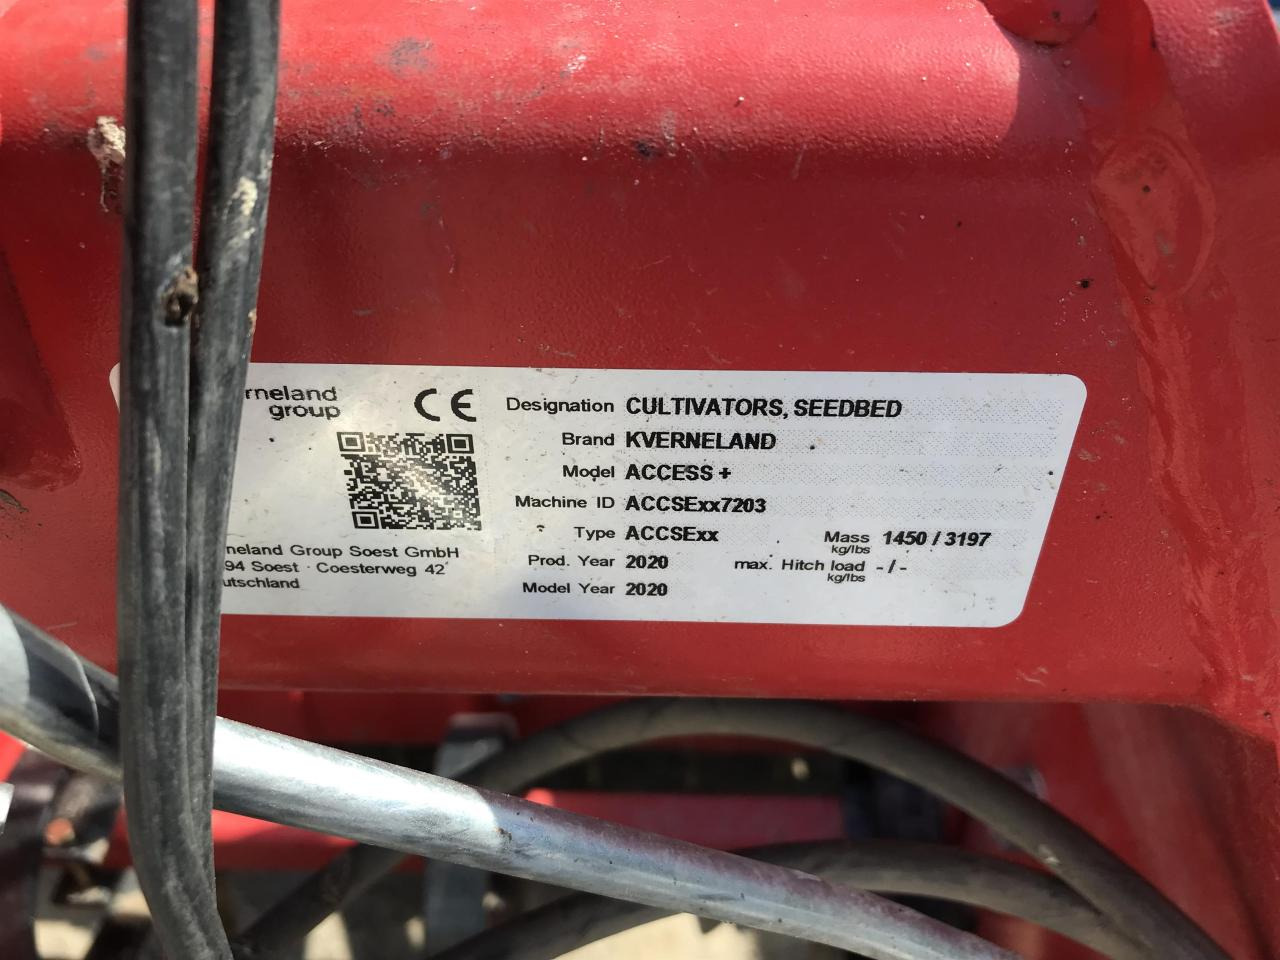 erneland
group
CE
Designation CULTIVATORS, SEEDBED
Brand KVERNELAND
Model ACCESS +
Machine ID ACCSExx7203
Type ACCSExx
Mass kg/lbs 1450 / 3197
Prod. Year 2020
max. Hitch load kg/lbs - / -
Model Year 2020
neland Group Soest GmbH
94 Soest · Coesterweg 42
utschland